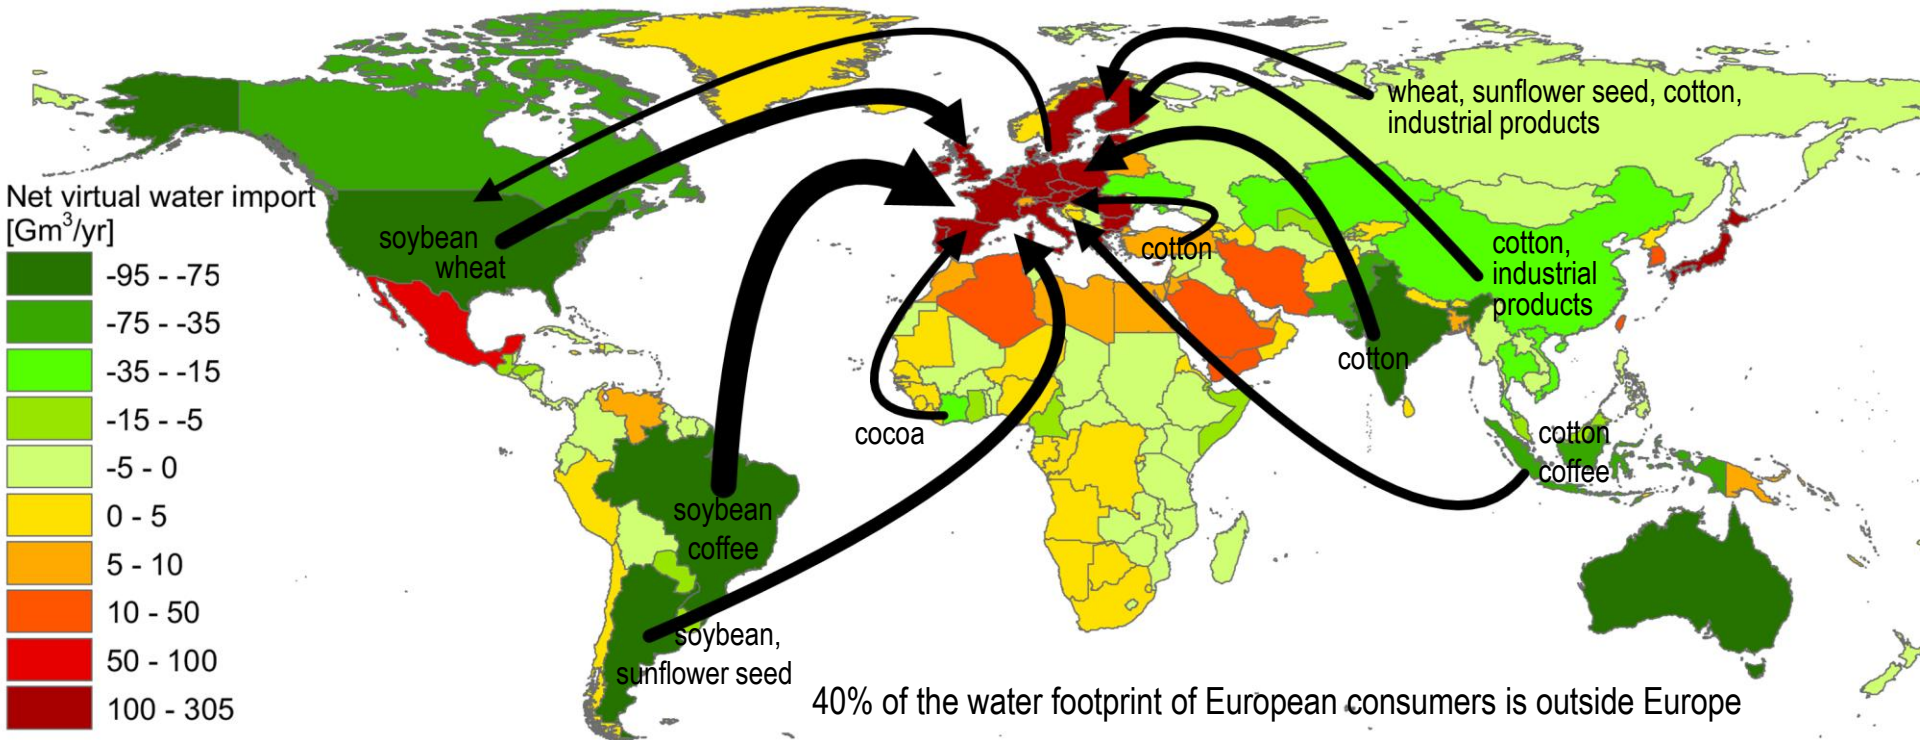 Net virtual water import
[Gm³/yr]
-95 - -75
-75 - -35
-35 - -15
-15 - -5
-5 - 0
0 - 5
5 - 10
10 - 50
50 - 100
100 - 305
soybean
wheat
soybean
coffee
soybean,
sunflower seed
cocoa
cotton
wheat, sunflower seed, cotton,
industrial products
cotton,
industrial
products
cotton
cotton
coffee
40% of the water footprint of European consumers is outside Europe